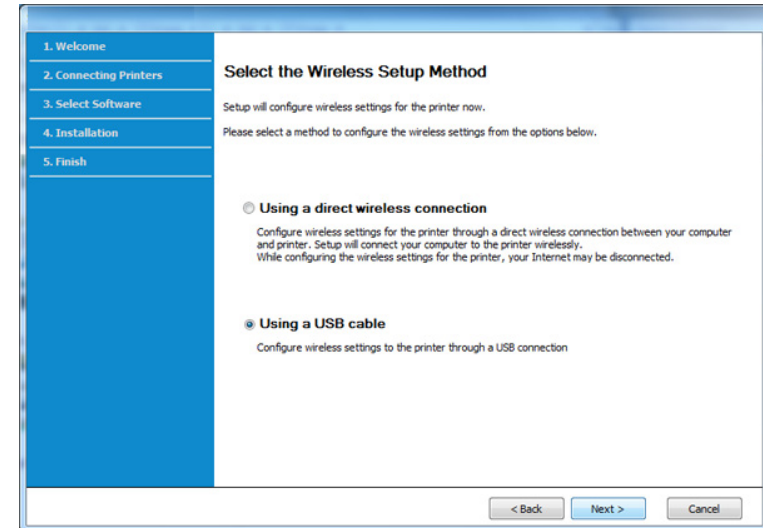 1. Welcome
2. Connecting Printers
3. Select Software
4. Installation
5. Finish
Select the Wireless Setup Method
Setup will configure wireless settings for the printer now.
Please select a method to configure the wireless settings from the options below.
Using a direct wireless connection
Configure wireless settings for the printer through a direct wireless connection between your computer
and printer. Setup will connect your computer to the printer wirelessly.
While configuring the wireless settings for the printer, your Internet may be disconnected.
Using a USB cable
Configure wireless settings to the printer through a USB connection
< Back Next > Cancel